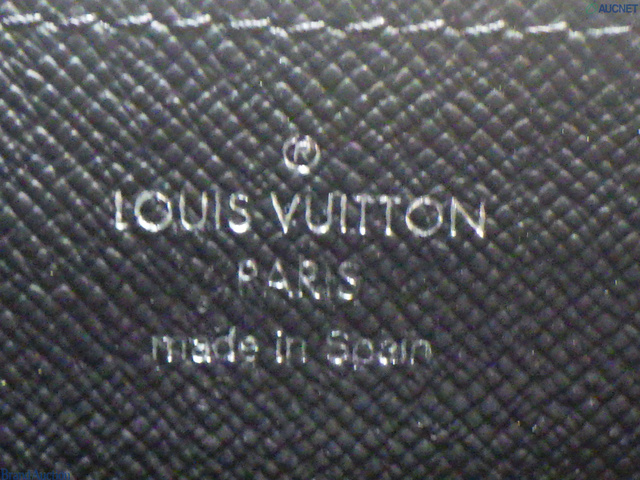 AUCNET
®
LOUIS VUITTON
PARIS
made in Spain